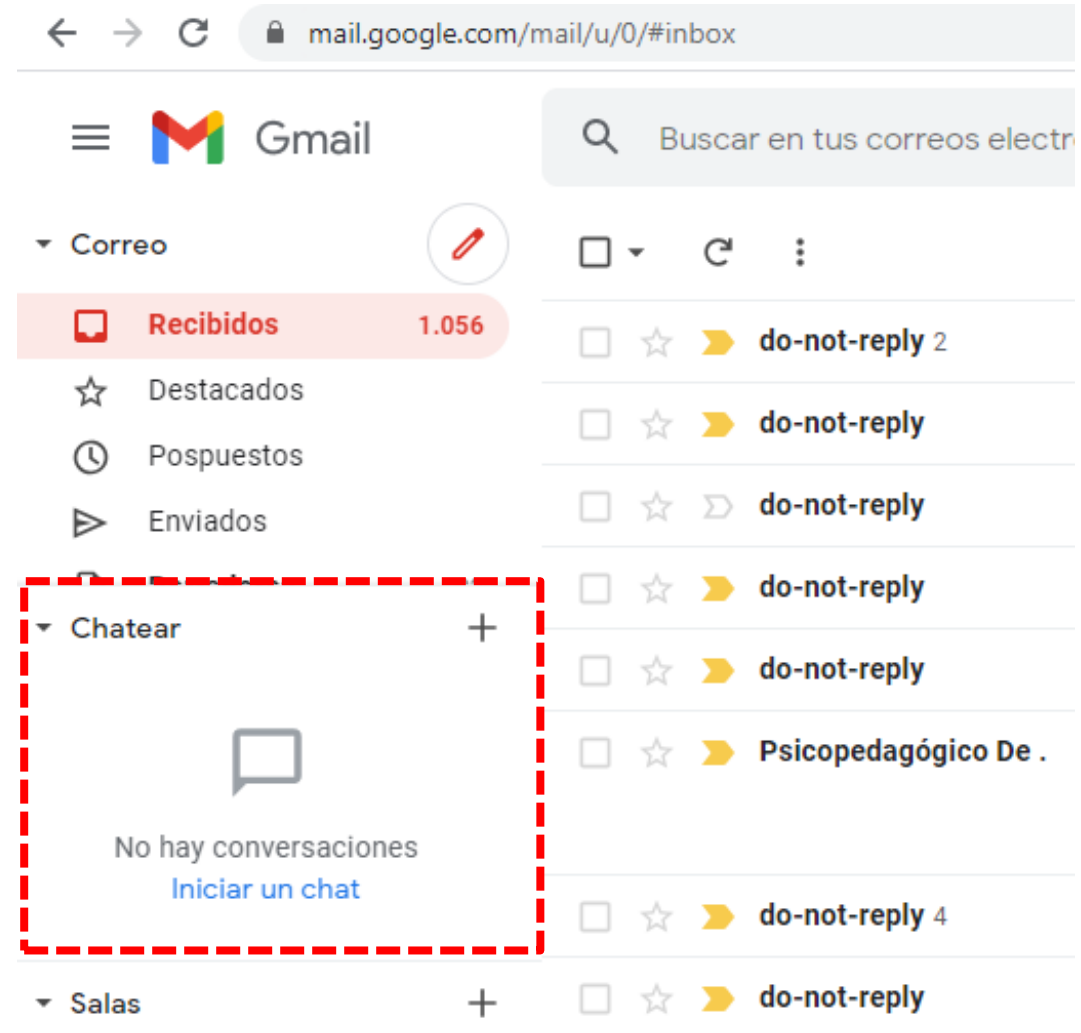 mail.google.com/mail/u/0/#inbox
Gmail
Buscar en tus correos electr
Correo
Recibidos 1.056
Destacados
Pospuestos
Enviados
Chatear
No hay conversaciones
Iniciar un chat
Salas
do-not-reply 2
do-not-reply
do-not-reply
do-not-reply
do-not-reply
Psicopedagógico De .
do-not-reply 4
do-not-reply